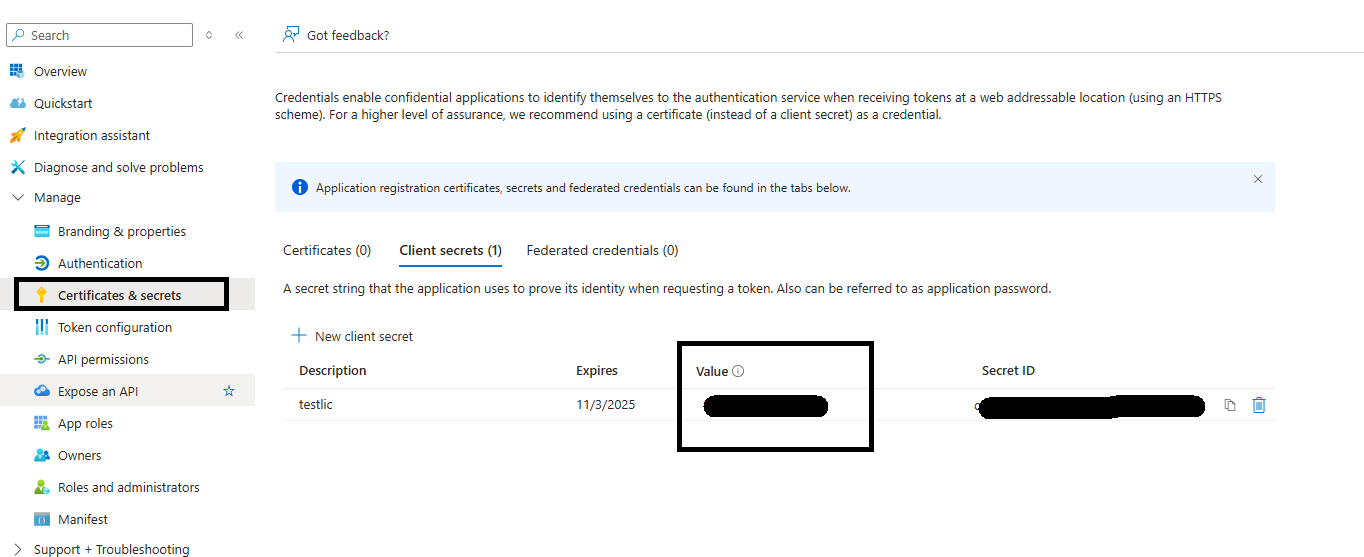 Search
Got feedback?
Overview
Quickstart
Integration assistant
Diagnose and solve problems
Manage
Branding & properties
Authentication
Certificates & secrets
Token configuration
API permissions
Expose an API
App roles
Owners
Roles and administrators
Manifest
Support + Troubleshooting
Credentials enable confidential applications to identify themselves to the authentication service when receiving tokens at a web addressable location (using an HTTPS
scheme). For a higher level of assurance, we recommend using a certificate (instead of a client secret) as a credential.
Application registration certificates, secrets and federated credentials can be found in the tabs below.
Certificates (0) Client secrets (1) Federated credentials (0)
A secret string that the application uses to prove its identity when requesting a token. Also can be referred to as application password.
New client secret
Description Expires Value Secret ID
testlic 11/3/2025